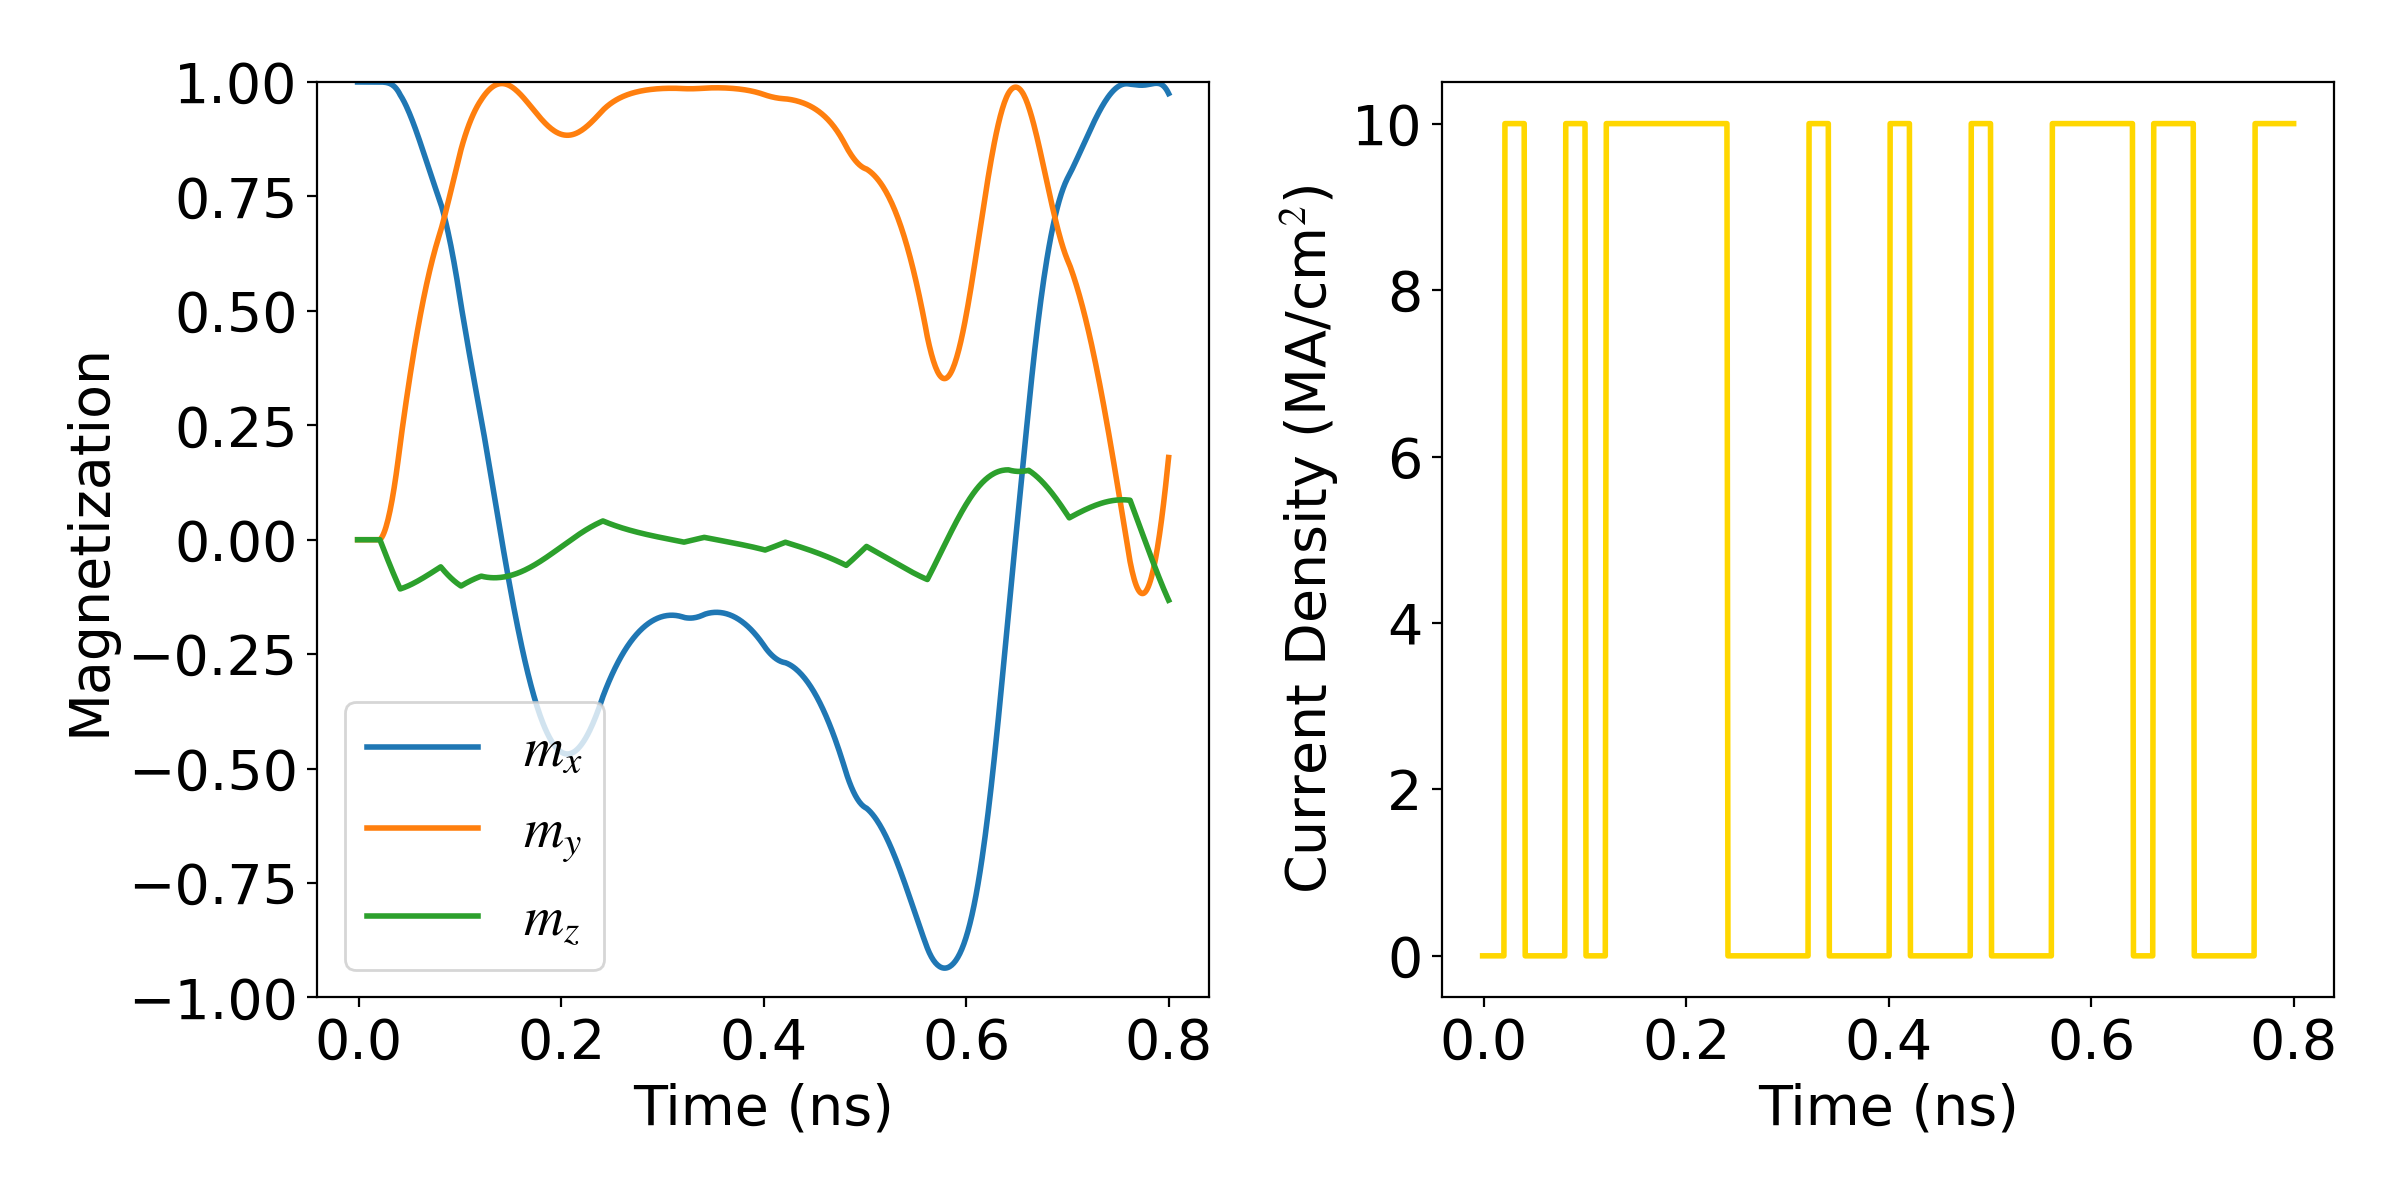 1.00
0.75
0.50
0.25
0.00
−0.25
−0.50
−0.75
−1.00
Magnetization
0.0 0.2 0.4 0.6 0.8
Time (ns)
m_x
m_y
m_z
10
8
6
4
2
0
Current Density (MA/cm²)
0.0 0.2 0.4 0.6 0.8
Time (ns)